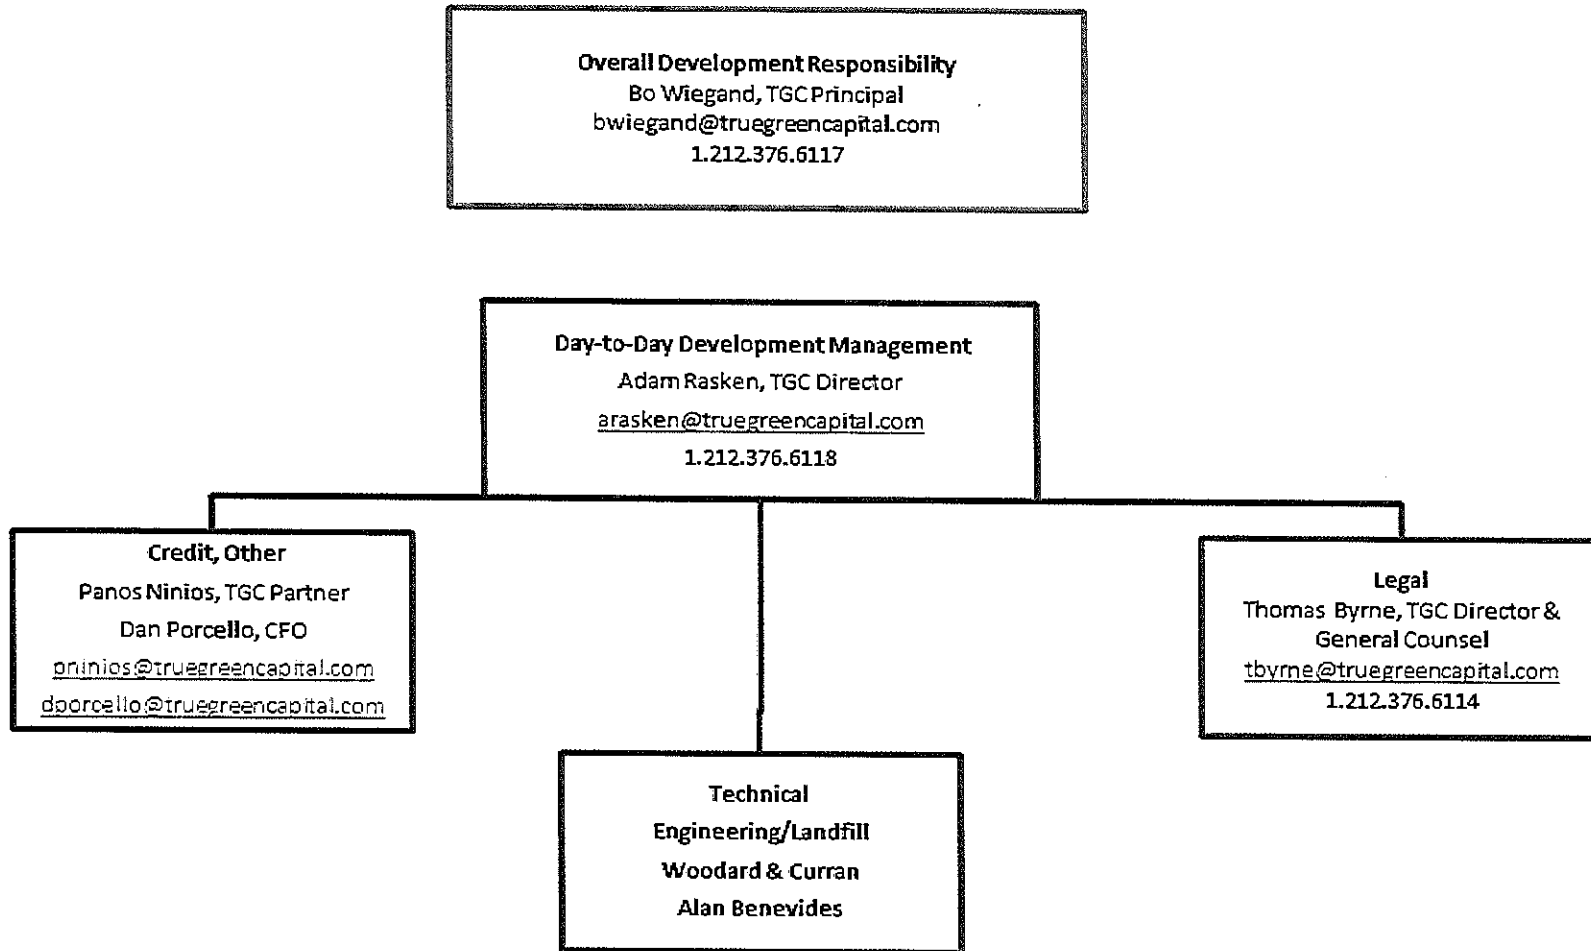 Overall Development Responsibility
Bo Wiegand, TGC Principal
bwiegand@truegreencapital.com
1.212.376.6117
Day-to-Day Development Management
Adam Rasken, TGC Director
arasken@truegreencapital.com
1.212.376.6118
Credit, Other
Panos Ninios, TGC Partner
Dan Porcello, CFO
pninios@truegreencapital.com
dporcello@truegreencapital.com
Legal
Thomas Byrne, TGC Director &
General Counsel
tbyrne@truegreencapital.com
1.212.376.6114
Technical
Engineering/Landfill
Woodard & Curran
Alan Benevides